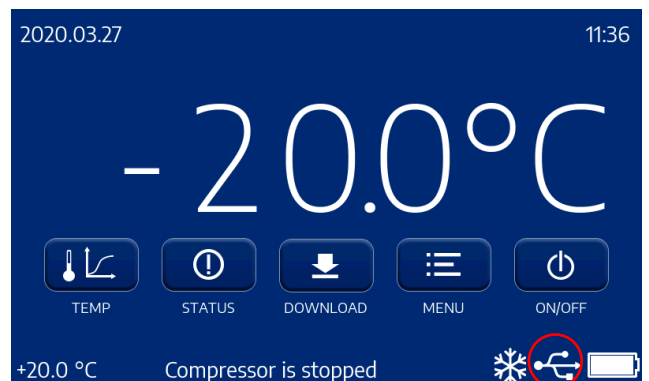 2020.03.27 11:36
-20.0°C
TEMP STATUS DOWNLOAD MENU ON/OFF
+20.0 °C Compressor is stopped